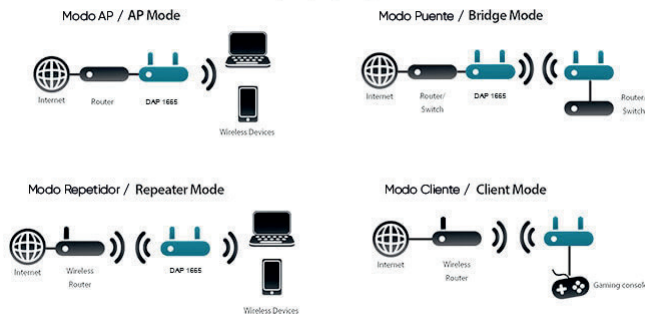 Modo AP / AP Mode
Internet
Router
DAP 1665
Wireless Devices
Modo Puente / Bridge Mode
Internet
Router/
Switch
DAP 1665
Router/
Switch
Modo Repetidor / Repeater Mode
Internet
Wireless
Router
DAP 1665
Wireless Devices
Modo Cliente / Client Mode
Internet
Wireless
Router
Gaming console